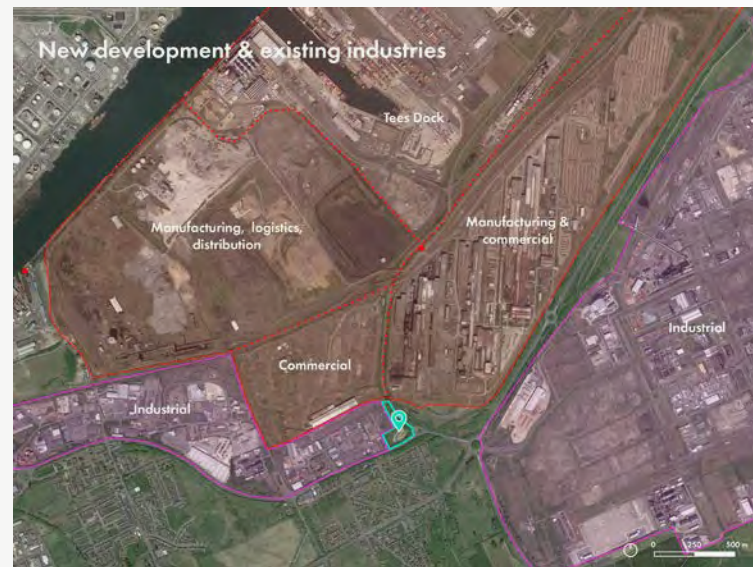 New development & existing industries
Tees Dock
Manufacturing, logistics,
distribution
Manufacturing &
commercial
Industrial
Commercial
Industrial
0 250 500 m